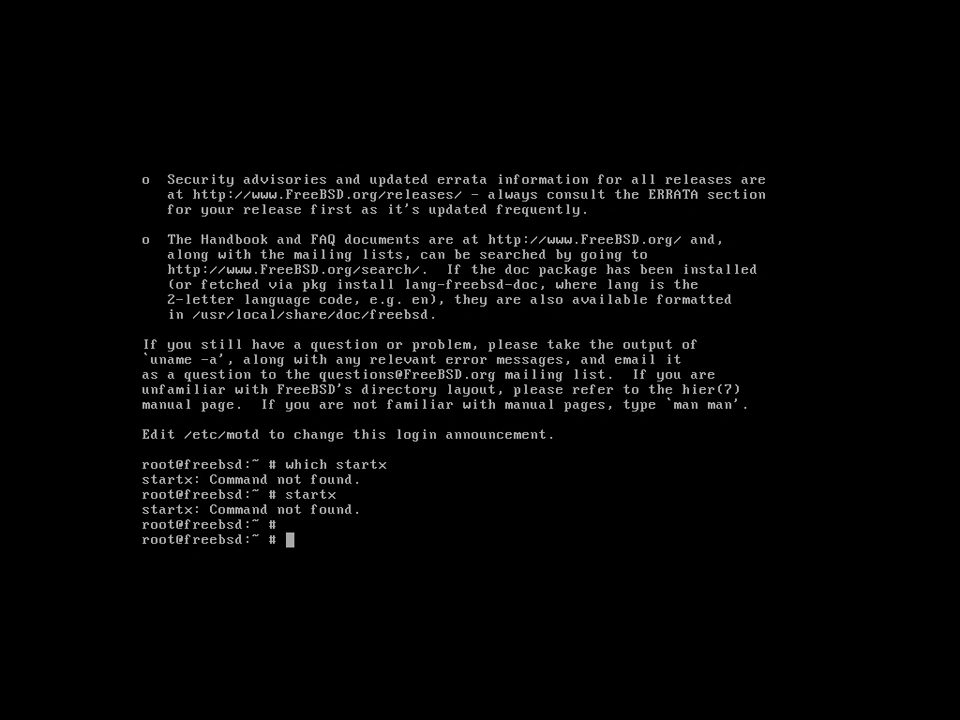 o  Security advisories and updated errata information for all releases are
   at http://www.FreeBSD.org/releases/ - always consult the ERRATA section
   for your release first as it's updated frequently.

o  The Handbook and FAQ documents are at http://www.FreeBSD.org/ and,
   along with the mailing lists, can be searched by going to
   http://www.FreeBSD.org/search/.  If the doc package has been installed
   (or fetched via pkg install lang-freebsd-doc, where lang is the
   2-letter language code, e.g. en), they are also available formatted
   in /usr/local/share/doc/freebsd.

If you still have a question or problem, please take the output of
`uname -a', along with any relevant error messages, and email it
as a question to the questions@FreeBSD.org mailing list.  If you are
unfamiliar with FreeBSD's directory layout, please refer to the hier(7)
manual page.  If you are not familiar with manual pages, type `man man'.

Edit /etc/motd to change this login announcement.

root@freebsd:~ # which startx
startx: Command not found.
root@freebsd:~ # startx
startx: Command not found.
root@freebsd:~ #
root@freebsd:~ #